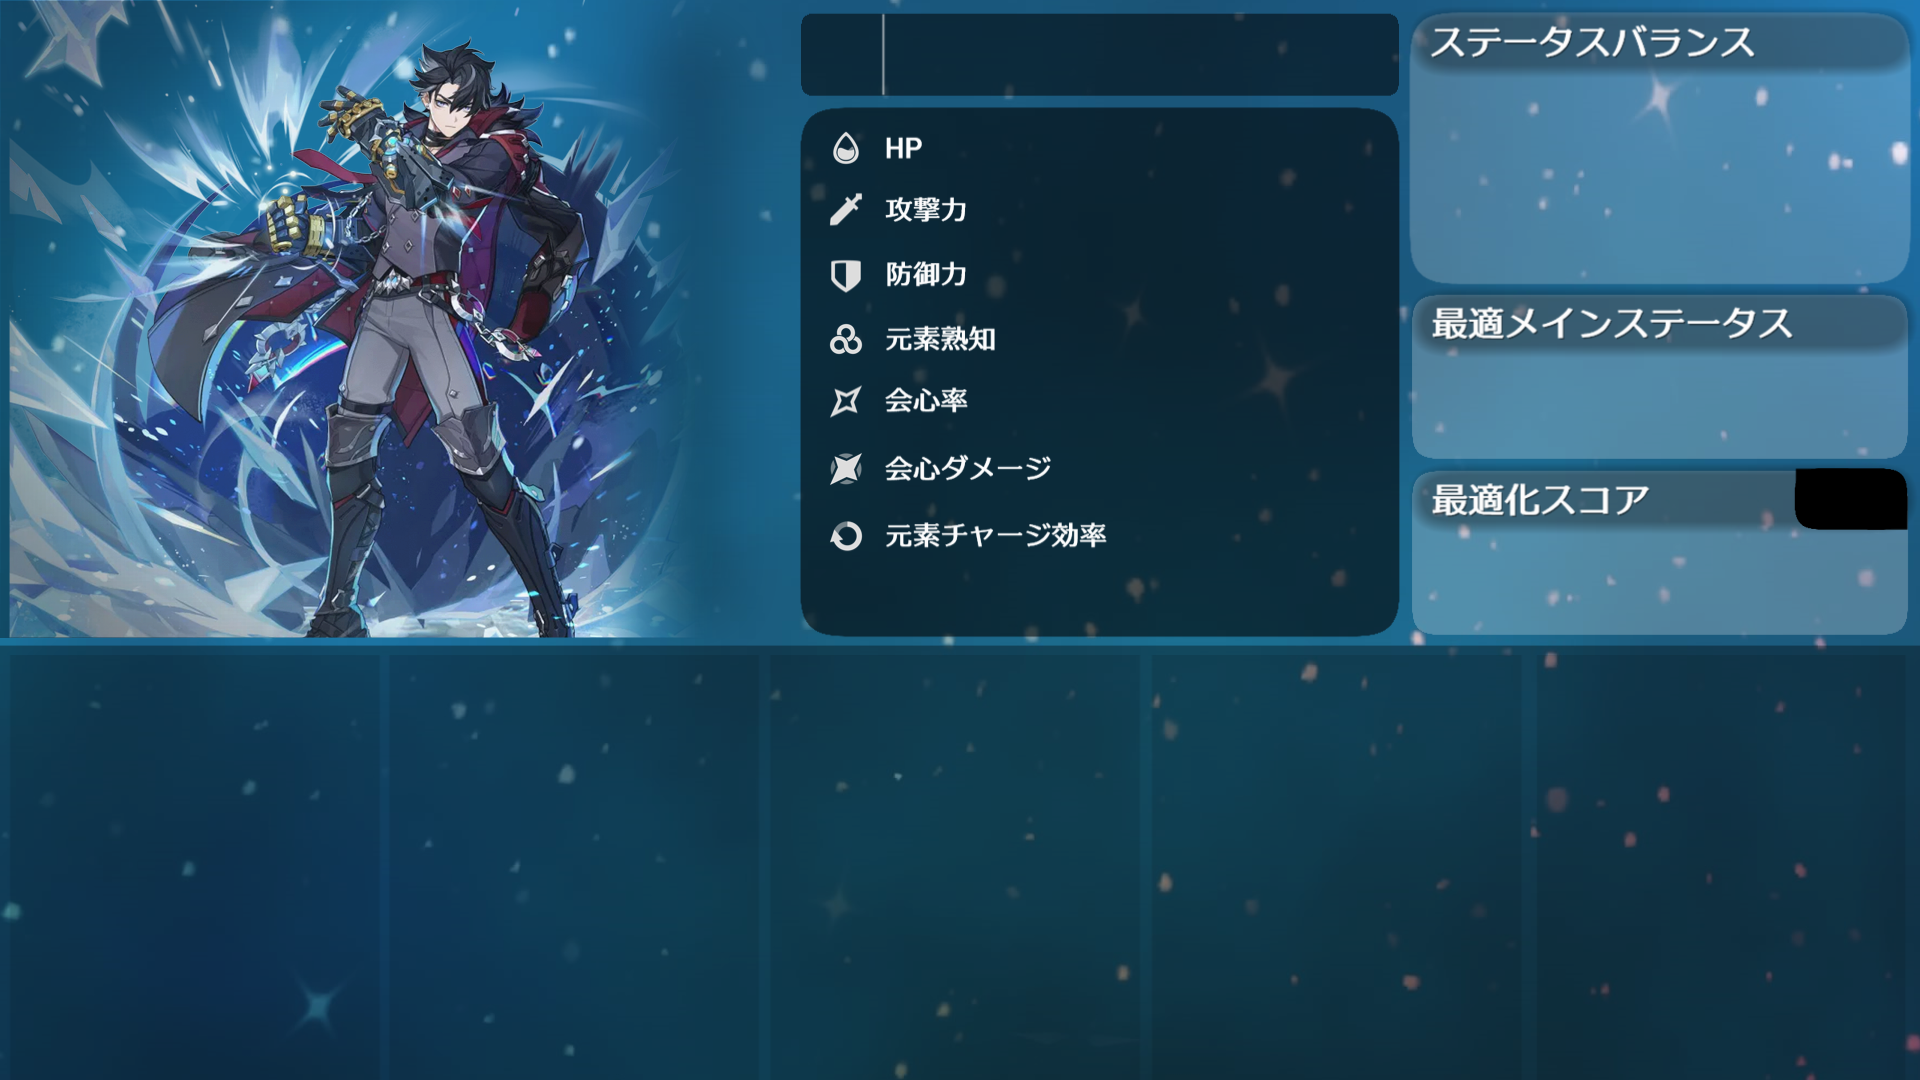 HP
攻撃力
防御力
元素熟知
会心率
会心ダメージ
元素チャージ効率
ステータスバランス
最適メインステータス
最適化スコア